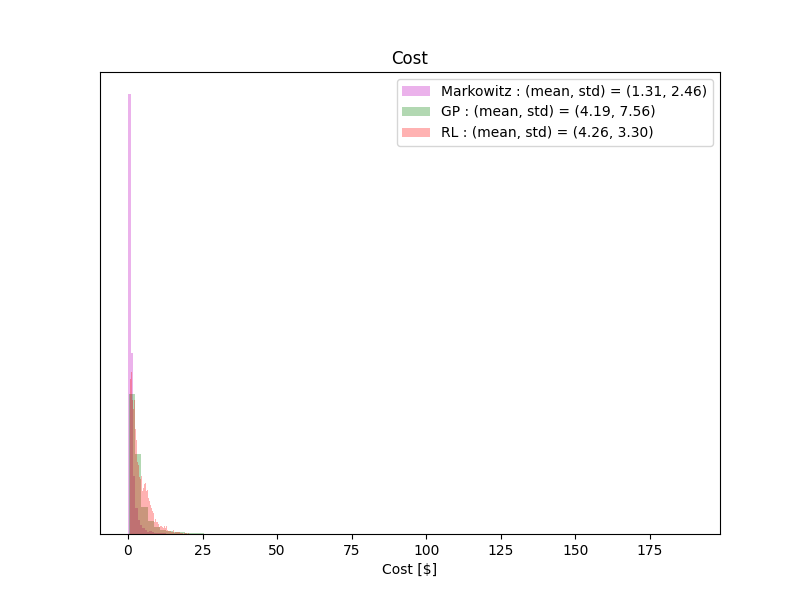 Cost
Markowitz : (mean, std) = (1.31, 2.46)
GP : (mean, std) = (4.19, 7.56)
RL : (mean, std) = (4.26, 3.30)
0 25 50 75 100 125 150 175
Cost [$]